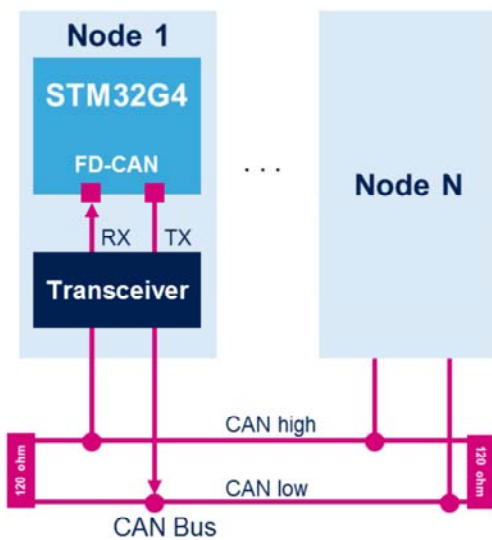 Node 1
STM32G4
FD-CAN
. . .
Node N
RX
TX
Transceiver
CAN high
120 ohm
120 ohm
CAN low
CAN Bus